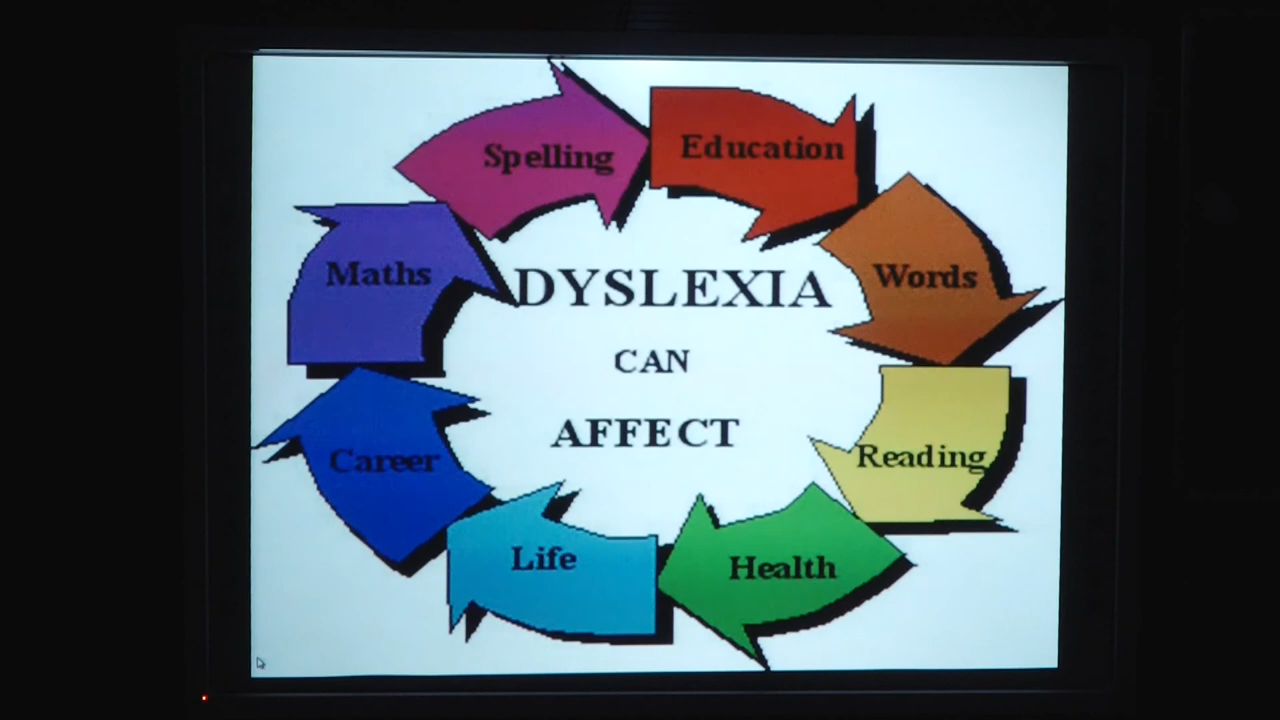 Spelling
Education
Maths
Words
DYSLEXIA
CAN
AFFECT
Career
Reading
Life
Health